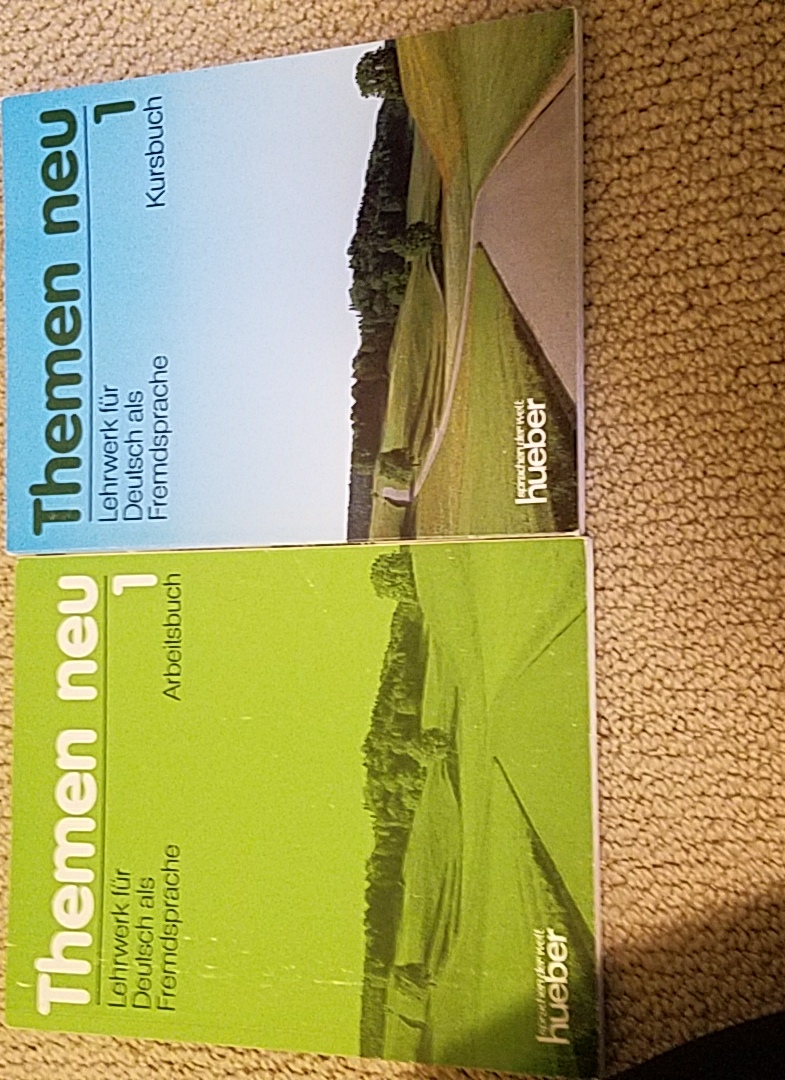 Themen neu
1
Lehrwerk für
Deutsch als
Fremdsprache
Arbeitsbuch
sprachen der welt
hueber
Themen neu
1
Lehrwerk für
Deutsch als
Fremdsprache
Kursbuch
sprachen der welt
hueber